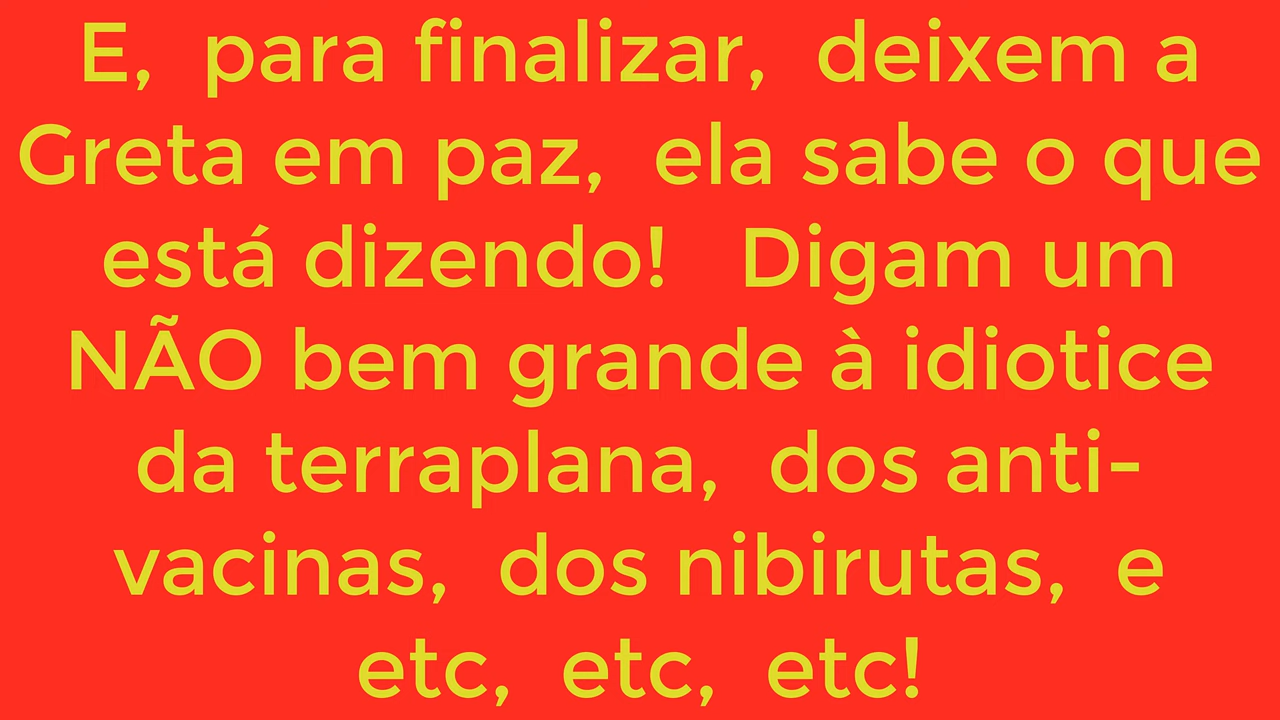 E,  para finalizar,  deixem a
Greta em paz,  ela sabe o que
está dizendo!   Digam um
NÃO bem grande à idiotice
da terraplana,  dos anti-
vacinas,  dos nibirutas,  e
etc,  etc,  etc!